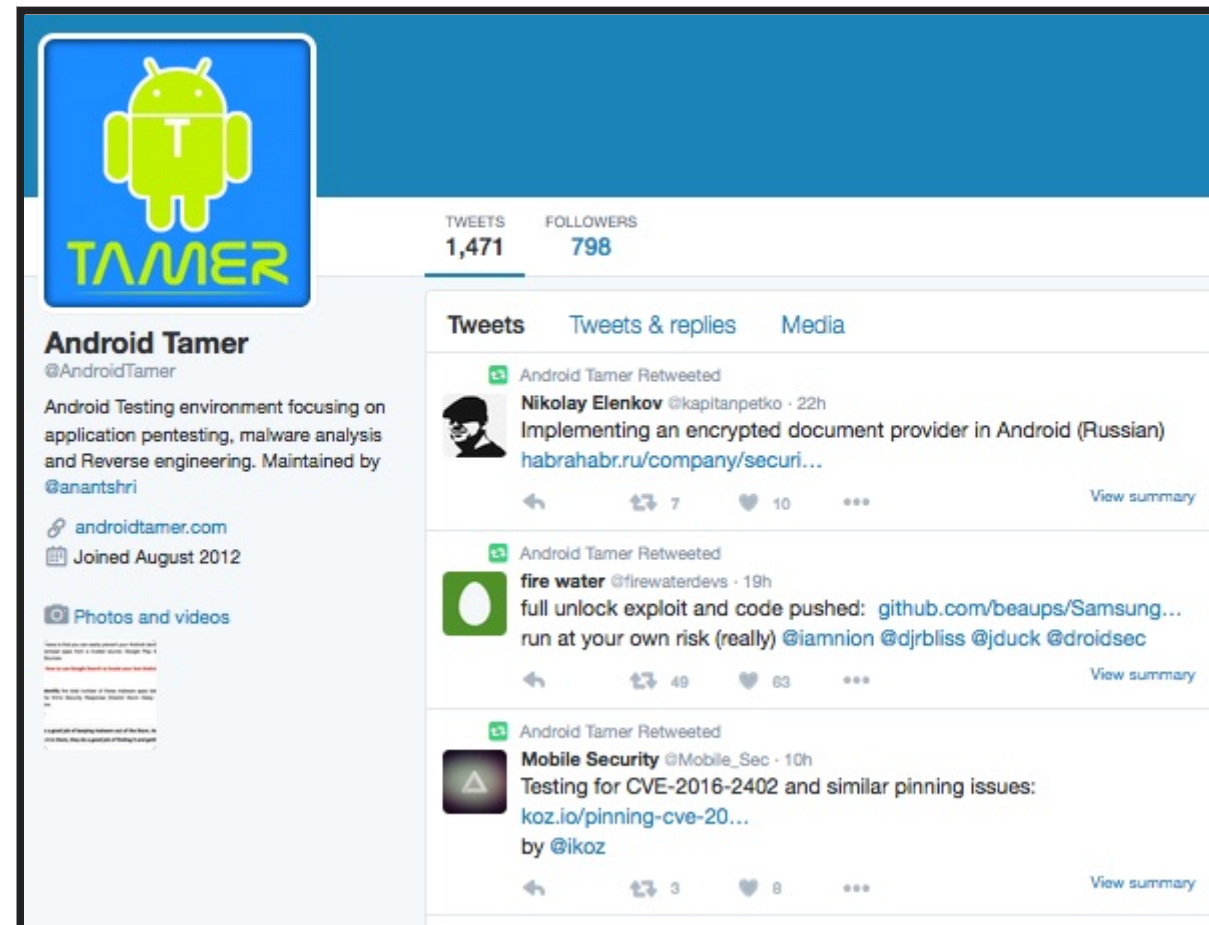 T
TAMER
TWEETS
1,471
FOLLOWERS
798
Android Tamer
@AndroidTamer
Android Testing environment focusing on
application pentesting, malware analysis
and Reverse engineering. Maintained by
@anantshri
androidtamer.com
Joined August 2012
Photos and videos
Tweets Tweets & replies Media
Android Tamer Retweeted
Nikolay Elenkov @kapitanpetko · 22h
Implementing an encrypted document provider in Android (Russian)
habrahabr.ru/company/securi…
7 10 View summary
Android Tamer Retweeted
fire water @firewaterdevs · 19h
full unlock exploit and code pushed: github.com/beaups/Samsung…
run at your own risk (really) @iamnion @djrbliss @jduck @droidsec
49 63 View summary
Android Tamer Retweeted
Mobile Security @Mobile_Sec · 10h
Testing for CVE-2016-2402 and similar pinning issues:
koz.io/pinning-cve-20…
by @ikoz
3 8 View summary